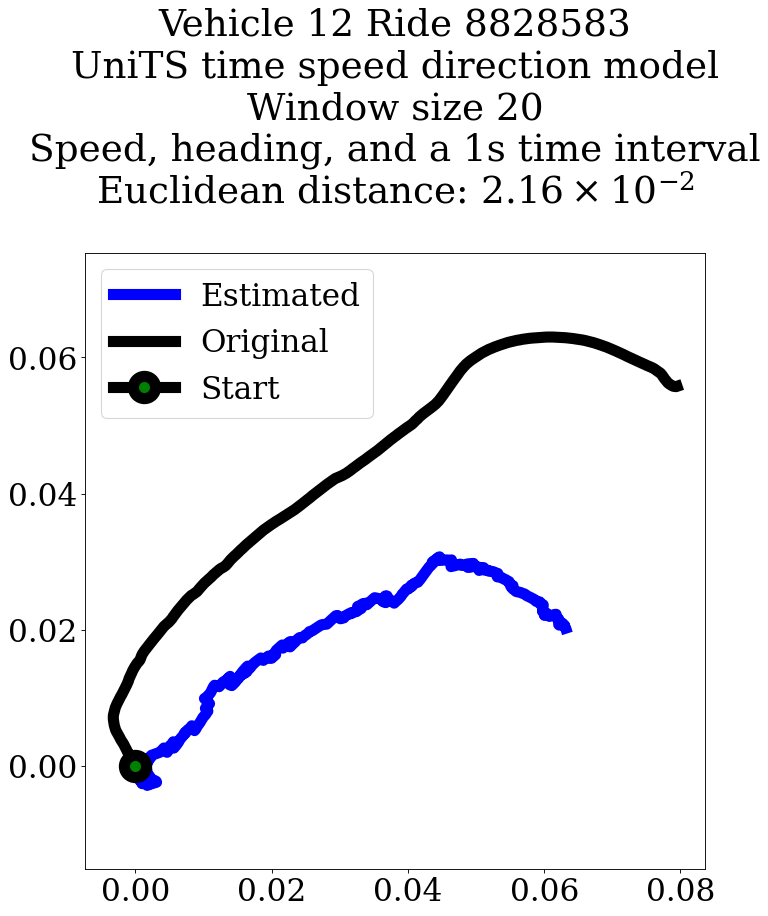 Vehicle 12 Ride 8828583
UniTS time speed direction model
Window size 20
Speed, heading, and a 1s time interval
Euclidean distance: 2.16 × 10⁻²
Estimated
Original
Start
0.06
0.04
0.02
0.00
0.00 0.02 0.04 0.06 0.08